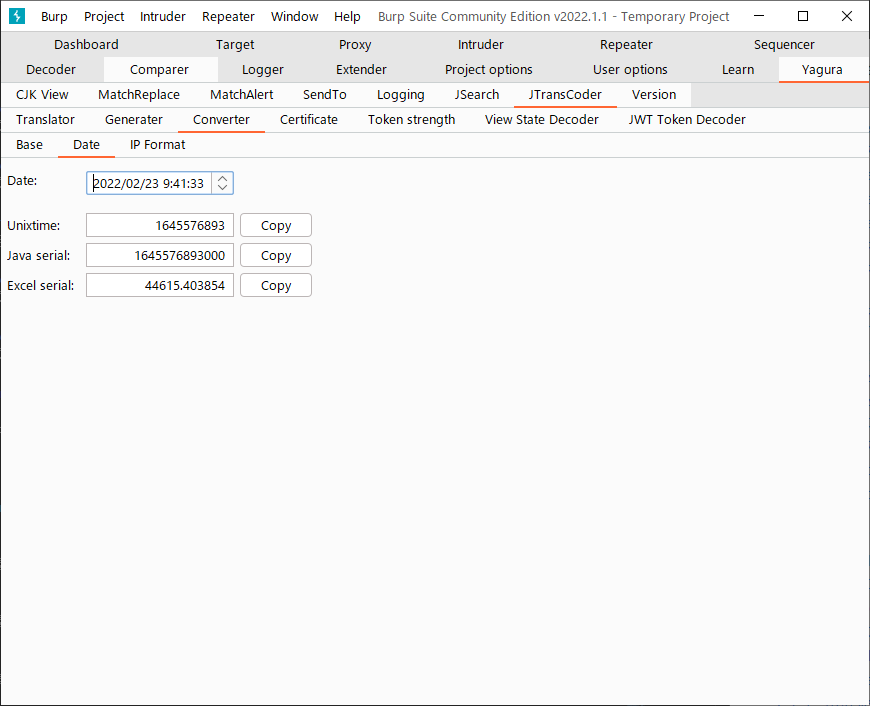 Burp Project Intruder Repeater Window Help Burp Suite Community Edition v2022.1.1 - Temporary Project
Dashboard Target Proxy Intruder Repeater Sequencer
Decoder Comparer Logger Extender Project options User options Learn Yagura
CJK View MatchReplace MatchAlert SendTo Logging JSearch JTransCoder Version
Translator Generater Converter Certificate Token strength View State Decoder JWT Token Decoder
Base Date IP Format
Date: 2022/02/23 9:41:33
Unixtime: 1645576893 Copy
Java serial: 1645576893000 Copy
Excel serial: 44615.403854 Copy